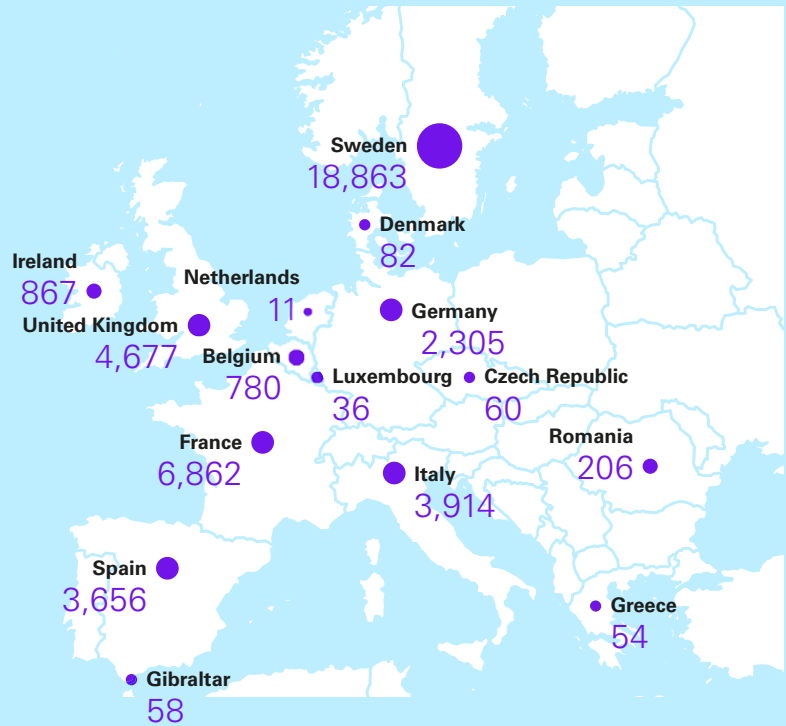 Sweden
18,863
Denmark
82
Ireland
867
Netherlands
11
Germany
2,305
United Kingdom
4,677
Belgium
780
Luxembourg
36
Czech Republic
60
France
6,862
Romania
206
Italy
3,914
Spain
3,656
Greece
54
Gibraltar
58